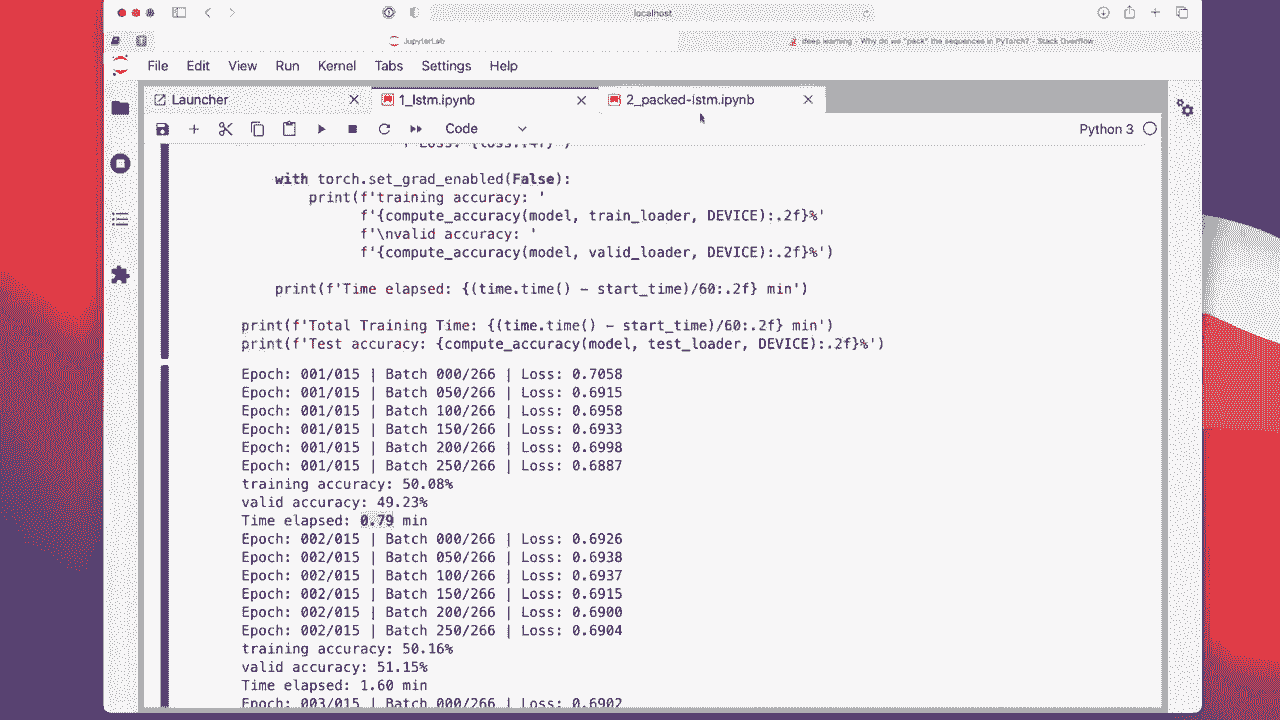 localhost
JupyterLab
learning - Why do we "pack" the sequences in PyTorch? - Stack Overflow
File Edit View Run Kernel Tabs Settings Help
Launcher 1_lstm.ipynb 2_packed-lstm.ipynb
Code Python 3
with torch.set_grad_enabled(False):
print(f'training accuracy: '
f'{compute_accuracy(model, train_loader, DEVICE):.2f}%'
f'\nvalid accuracy: '
f'{compute_accuracy(model, valid_loader, DEVICE):.2f}%')
print(f'Time elapsed: {(time.time() - start_time)/60:.2f} min')
print(f'Total Training Time: {(time.time() - start_time)/60:.2f} min')
print(f'Test accuracy: {compute_accuracy(model, test_loader, DEVICE):.2f}%')
Epoch: 001/015 | Batch 000/266 | Loss: 0.7058
Epoch: 001/015 | Batch 050/266 | Loss: 0.6915
Epoch: 001/015 | Batch 100/266 | Loss: 0.6958
Epoch: 001/015 | Batch 150/266 | Loss: 0.6933
Epoch: 001/015 | Batch 200/266 | Loss: 0.6998
Epoch: 001/015 | Batch 250/266 | Loss: 0.6887
training accuracy: 50.08%
valid accuracy: 49.23%
Time elapsed: 0.79 min
Epoch: 002/015 | Batch 000/266 | Loss: 0.6926
Epoch: 002/015 | Batch 050/266 | Loss: 0.6938
Epoch: 002/015 | Batch 100/266 | Loss: 0.6937
Epoch: 002/015 | Batch 150/266 | Loss: 0.6915
Epoch: 002/015 | Batch 200/266 | Loss: 0.6900
Epoch: 002/015 | Batch 250/266 | Loss: 0.6904
training accuracy: 50.16%
valid accuracy: 51.15%
Time elapsed: 1.60 min
Epoch: 003/015 | Batch 000/266 | Loss: 0.6902